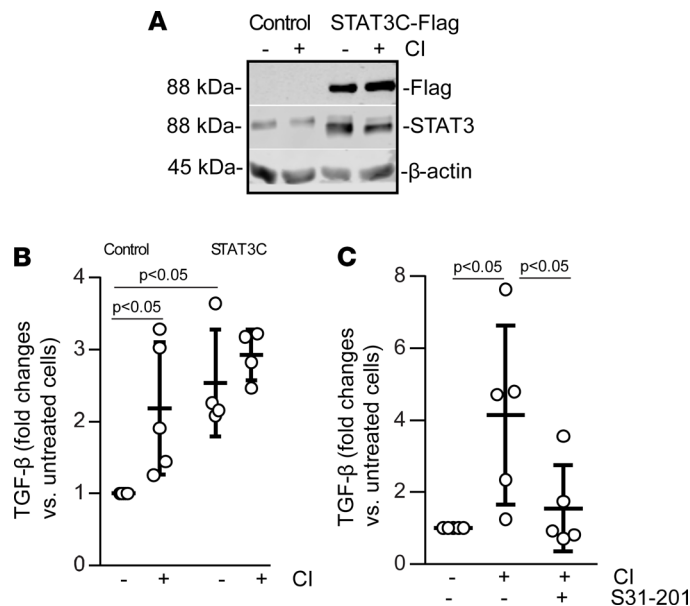 A
Control STAT3C-Flag
- + - + CI
88 kDa- -Flag
88 kDa- -STAT3
45 kDa- -β-actin
B
Control STAT3C
p<0.05
p<0.05
TGF-β (fold changes
vs. untreated cells)
4
3
2
1
0
- + - + CI
C
p<0.05 p<0.05
TGF-β (fold changes
vs. untreated cells)
8
6
4
2
0
- + + CI
- - + S31-201